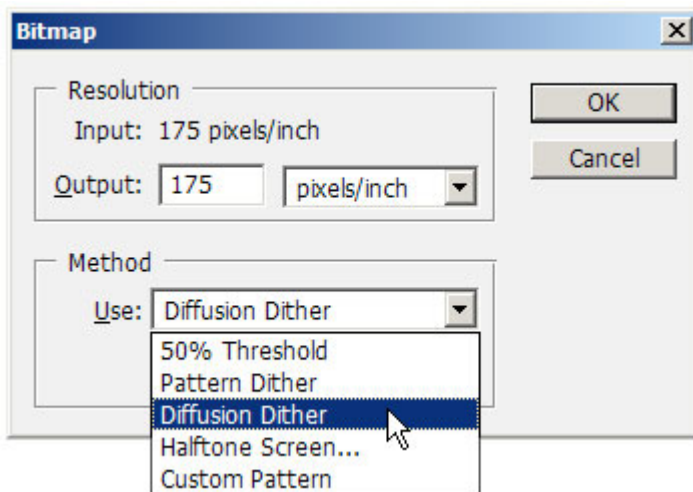 Bitmap
Resolution
Input: 175 pixels/inch
Output: 175 pixels/inch
OK
Cancel
Method
Use: Diffusion Dither
50% Threshold
Pattern Dither
Diffusion Dither
Halftone Screen...
Custom Pattern